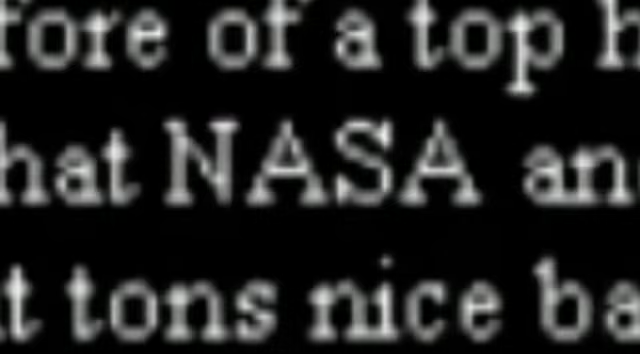 fore of a top h
hat NASA an
t tons nice ba